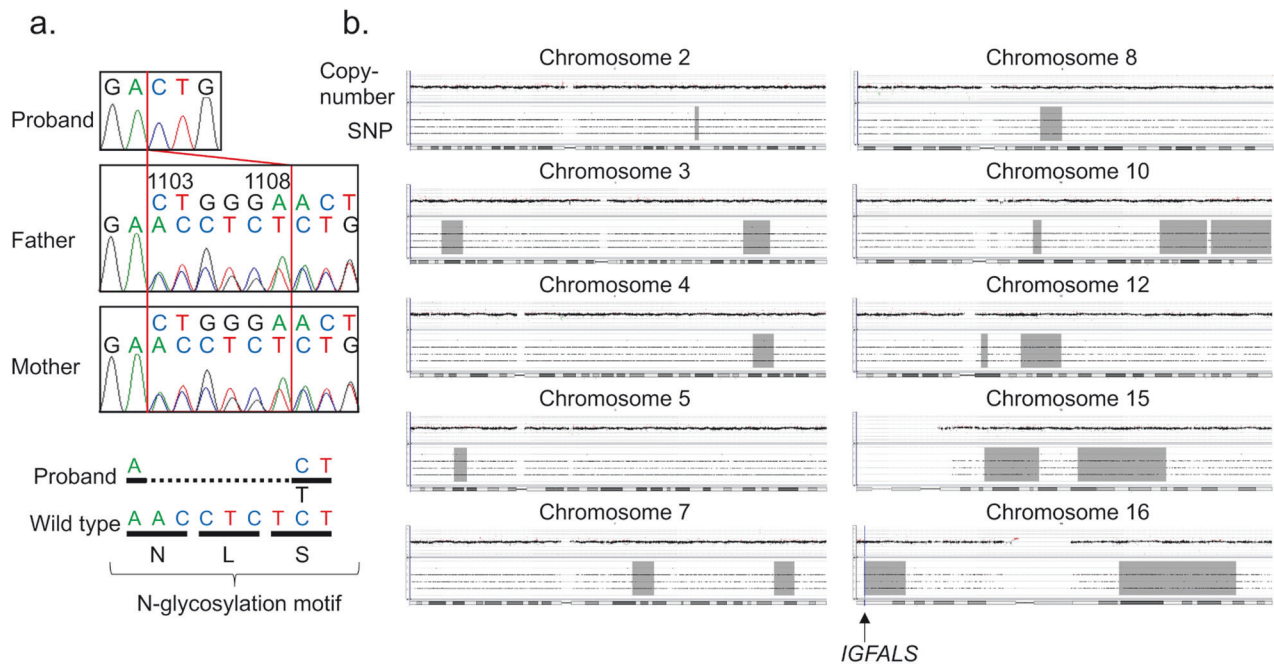 a.
G A C T G
Proband
1103 1108
C T G G G A A C T
G A A C C T C T C T G
Father
C T G G G A A C T
G A A C C T C T C T G
Mother
Proband A C T
T
Wild type A A C C T C T C T
N L S
N-glycosylation motif
b.
Chromosome 2 Chromosome 8
Copy-
number
SNP
Chromosome 3 Chromosome 10
Chromosome 4 Chromosome 12
Chromosome 5 Chromosome 15
Chromosome 7 Chromosome 16
IGFALS